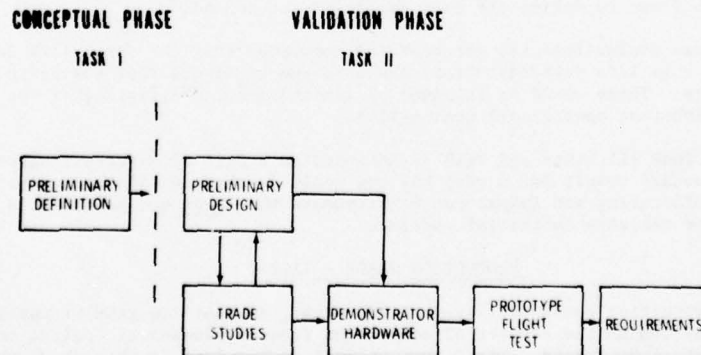 CONCEPTUAL PHASE
VALIDATION PHASE
TASK I
TASK II
PRELIMINARY
DEFINITION
PRELIMINARY
DESIGN
TRADE
STUDIES
DEMONSTRATOR
HARDWARE
PROTOTYPE
FLIGHT
TEST
REQUIREMENTS